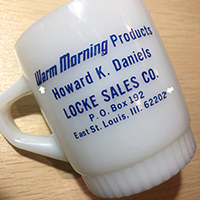 Warm Morning Products
Howard K. Daniels
LOCKE SALES CO.
P. O. Box 192
East St. Louis, Ill. 62202